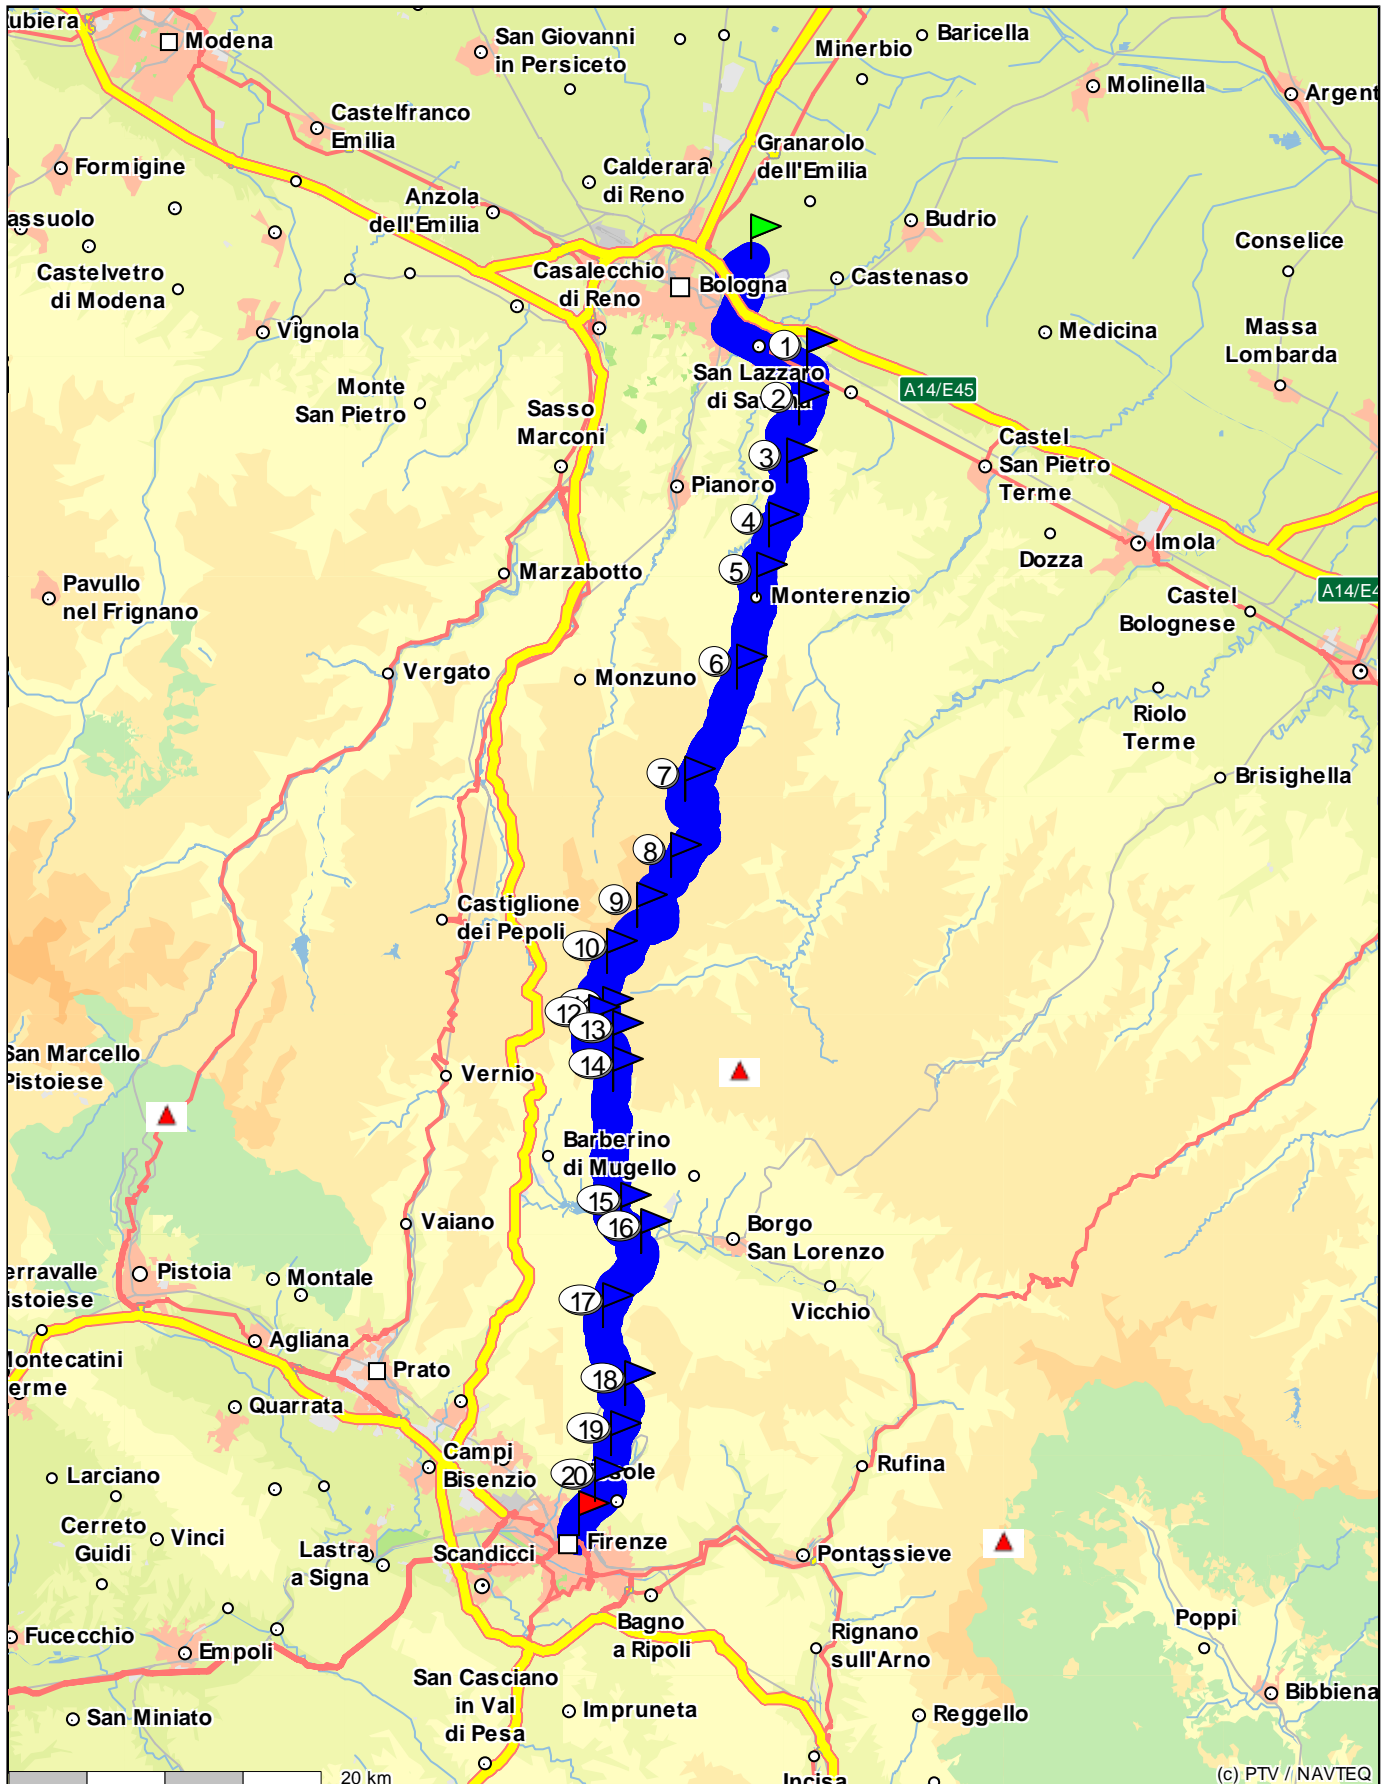 ubiera
Modena
San Giovanni
in Persiceto
Minerbio
Baricella
Molinella
Argent
Castelfranco
Emilia
Granarolo
dell'Emilia
Formigine
Calderara
di Reno
Anzola
dell'Emilia
assuolo
Budrio
Conselice
Castelvetro
di Modena
Casalecchio
di Reno
Bologna
Castenaso
Vignola
Medicina
Massa
Lombarda
1
San Lazzaro
di Sa
na
2
A14/E45
Monte
San Pietro
Sasso
Marconi
Castel
San Pietro
Terme
3
Pianoro
4
Imola
Dozza
5
Marzabotto
Pavullo
nel Frignano
Monterenzio
A14/E4
Castel
Bolognese
6
Vergato
Monzuno
Riolo
Terme
7
Brisighella
8
9
Castiglione
dei Pepoli
10
12
13
San Marcello
Pistoiese
14
Vernio
Barberino
di Mugello
15
16
Vaiano
Borgo
San Lorenzo
erravalle
istoiese
Pistoia
Montale
17
Vicchio
Agliana
Montecatini
erme
Prato
18
Quarrata
19
Campi
Bisenzio
Larciano
20
sole
Rufina
Cerreto
Guidi
Vinci
Lastra
a Signa
Scandicci
Firenze
Pontassieve
Bagno
a Ripoli
Poppi
Fucecchio
Empoli
Rignano
sull'Arno
San Casciano
in Val
di Pesa
Bibbiena
San Miniato
Impruneta
Reggello
20 km
Incisa
(c) PTV / NAVTEQ